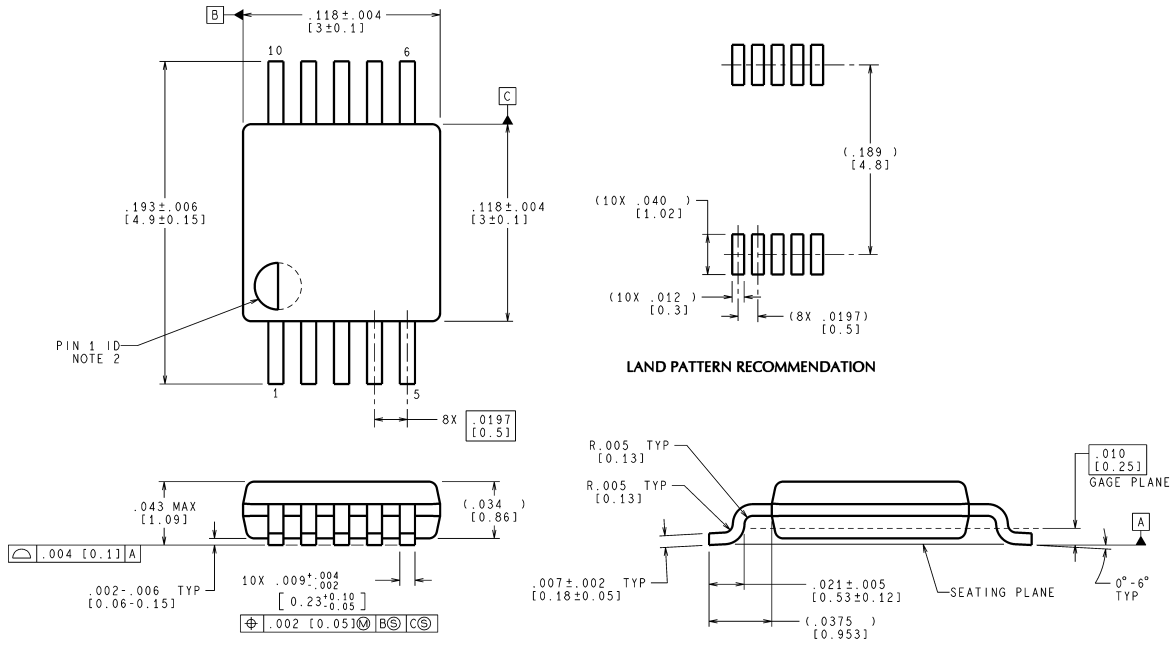 B
.118±.004
[3±0.1]
10
6
C
.193±.006
[4.9±0.15]
.118±.004
[3±0.1]
PIN 1 ID
NOTE 2
1
5
8X .0197
[0.5]
(.189 )
[4.8]
(10X .040 )
[1.02]
(10X .012 )
[0.3]
(8X .0197)
[0.5]
LAND PATTERN RECOMMENDATION
.043 MAX
[1.09]
(.034 )
[0.86]
⌓ .004 [0.1] A
.002-.006 TYP
[0.06-0.15]
10X .009+.004 -.002
[ 0.23+0.10 -0.05 ]
⌖ .002 [0.05]Ⓜ BⓈ CⓈ
R.005 TYP
[0.13]
R.005 TYP
[0.13]
.010
[0.25]
GAGE PLANE
A
.007±.002 TYP
[0.18±0.05]
.021±.005
[0.53±0.12]
(.0375 )
[0.953]
SEATING PLANE
0°-6°
TYP